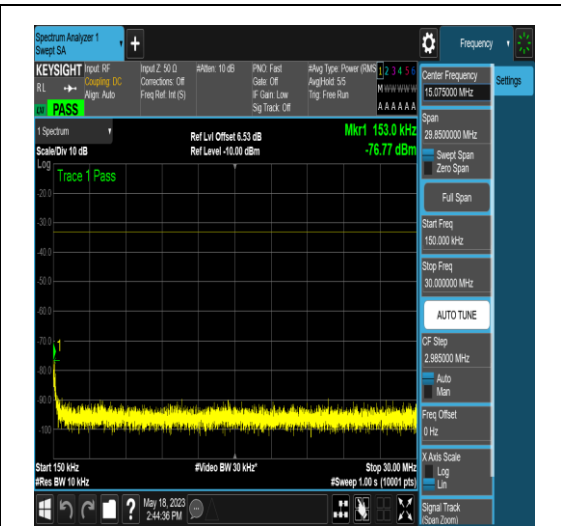 Spectrum Analyzer 1
Swept SA
Frequency
KEYSIGHT
RL
PASS
Input: RF
Coupling: DC
Align: Auto
Input Z: 50 Ω
Corrections: Off
Freq Ref: Int (S)
#Atten: 10 dB
PNO: Fast
Gate: Off
IF Gain: Low
Sig Track: Off
#Avg Type: Power (RMS
Avg|Hold: 5/5
Trig: Free Run
1 2 3 4 5 6
M W W W W W
A A A A A A
1 Spectrum
Scale/Div 10 dB
Ref Lvl Offset 6.53 dB
Ref Level -10.00 dBm
Mkr1 153.0 kHz
-76.77 dBm
Log
Trace 1 Pass
-20.0
-30.0
-40.0
-50.0
-60.0
-70.0
-80.0
-90.0
-100
1
Start 150 kHz
#Res BW 10 kHz
#Video BW 30 kHz*
Stop 30.00 MHz
#Sweep 1.00 s (10001 pts)
May 18, 2023
2:44:36 PM
Center Frequency
15.075000 MHz
Settings
Span
29.8500000 MHz
Swept Span
Zero Span
Full Span
Start Freq
150.000 kHz
Stop Freq
30.000000 MHz
AUTO TUNE
CF Step
2.985000 MHz
Auto
Man
Freq Offset
0 Hz
X Axis Scale
Log
Lin
Signal Track
(Span Zoom)